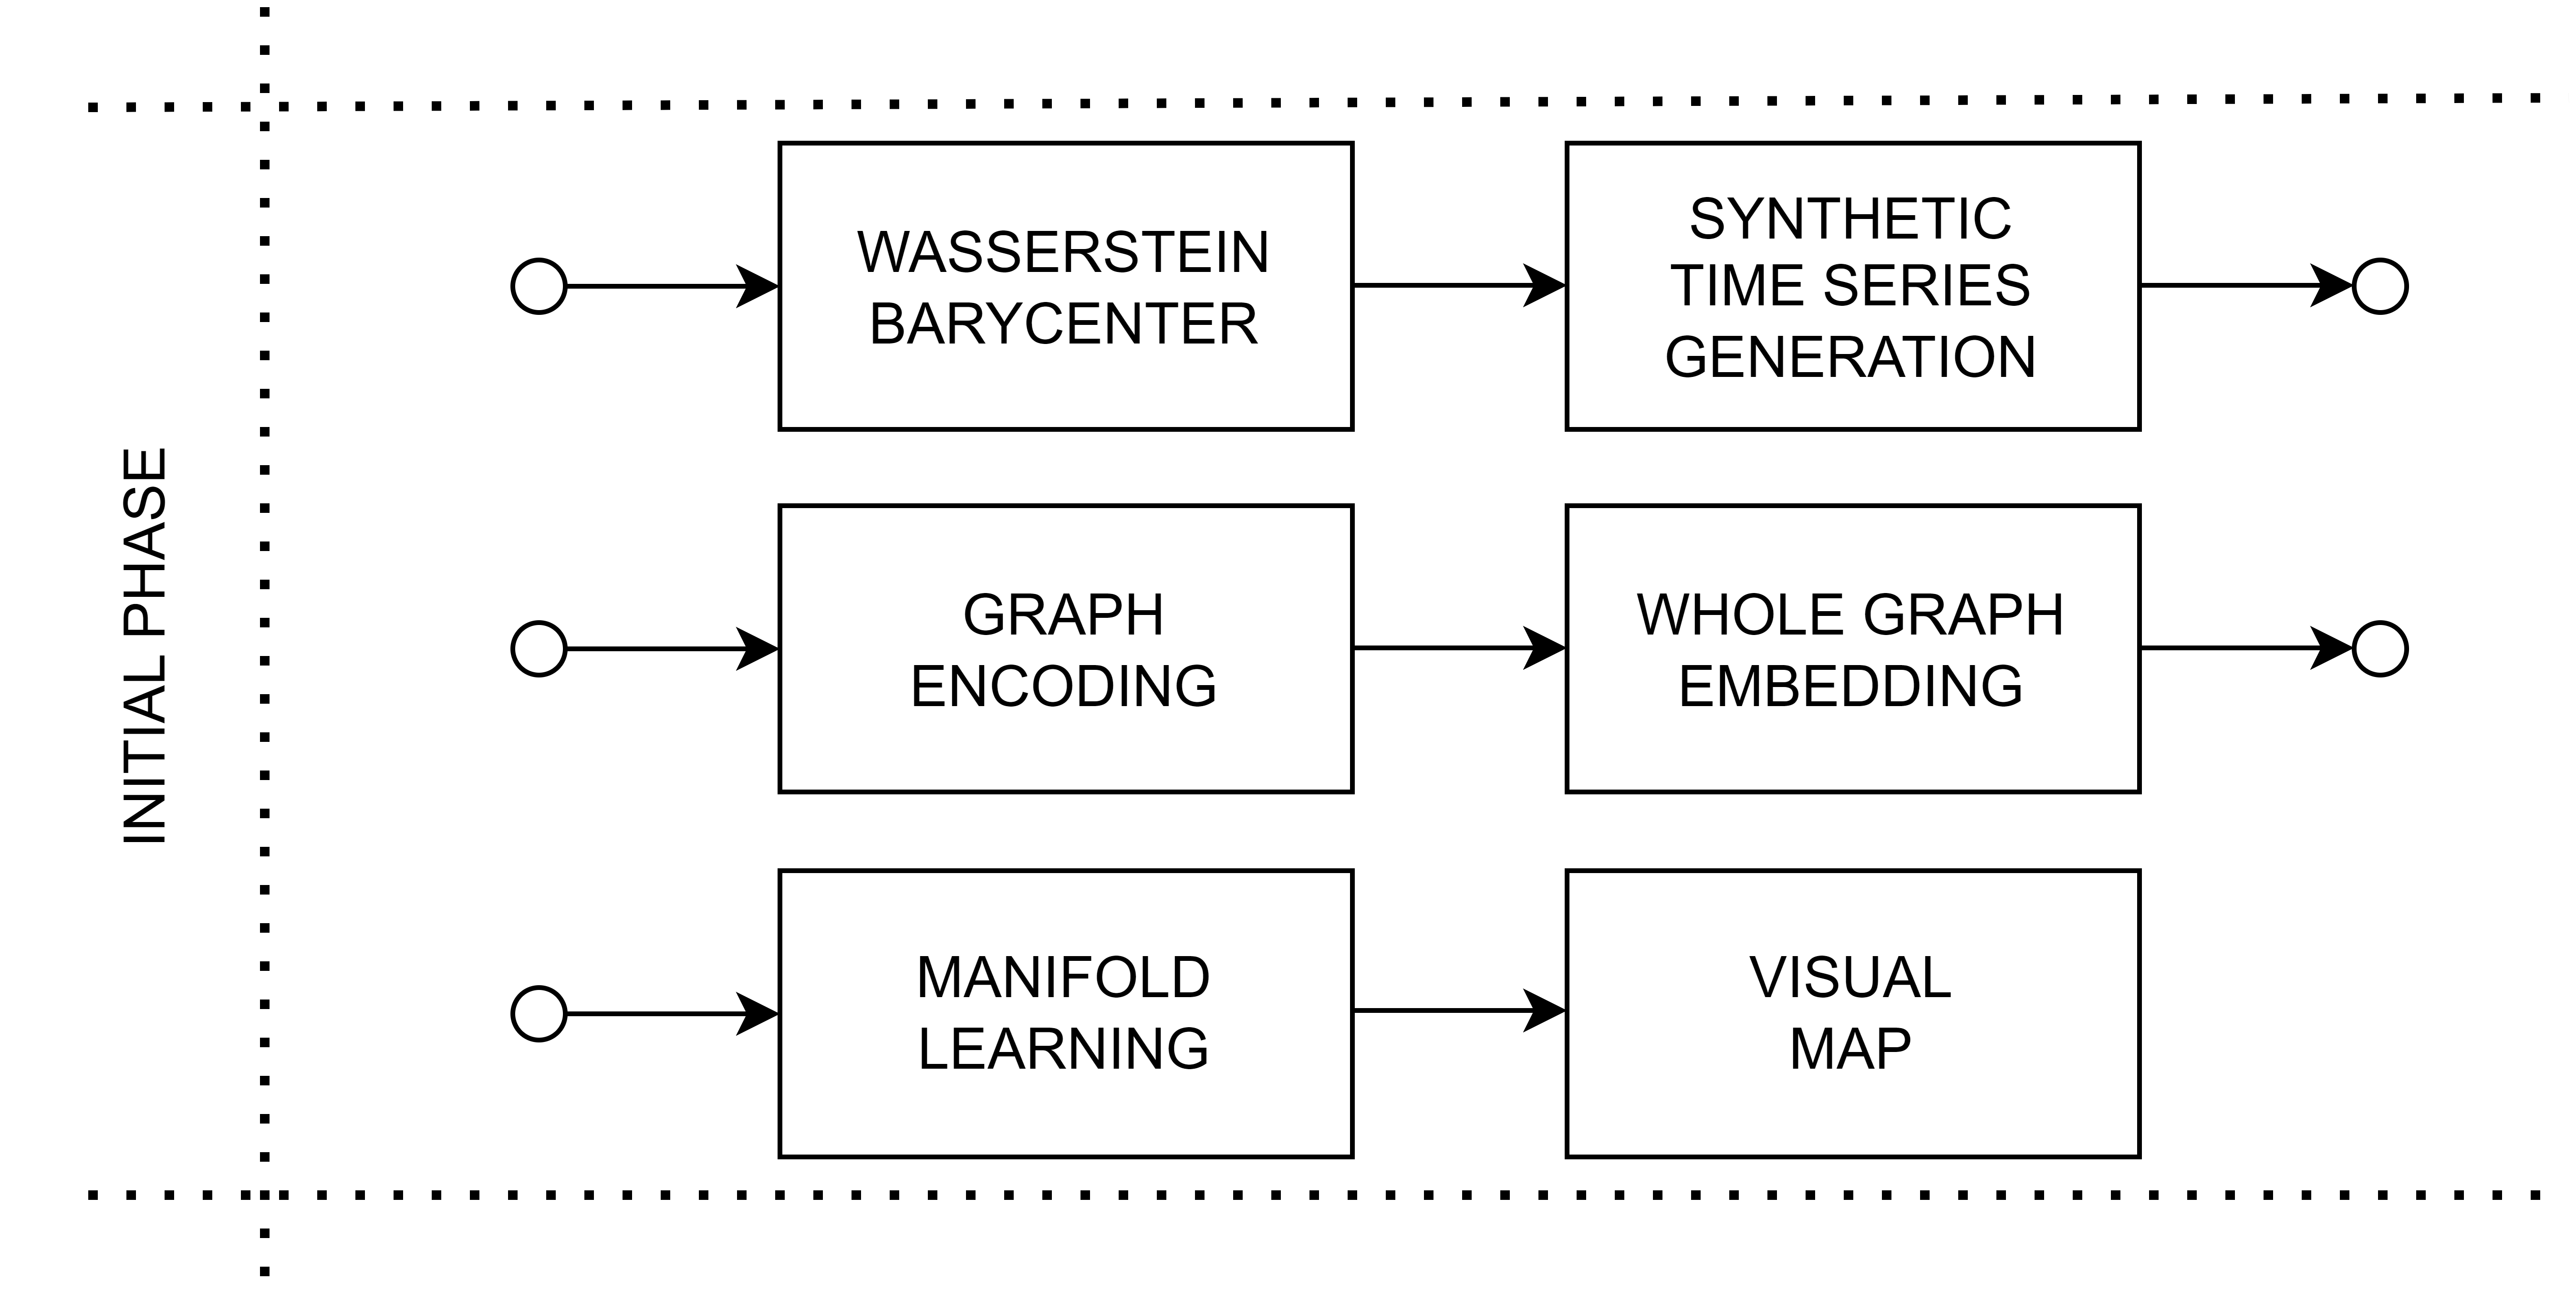 INITIAL PHASE
WASSERSTEIN
BARYCENTER
SYNTHETIC
TIME SERIES
GENERATION
GRAPH
ENCODING
WHOLE GRAPH
EMBEDDING
MANIFOLD
LEARNING
VISUAL
MAP